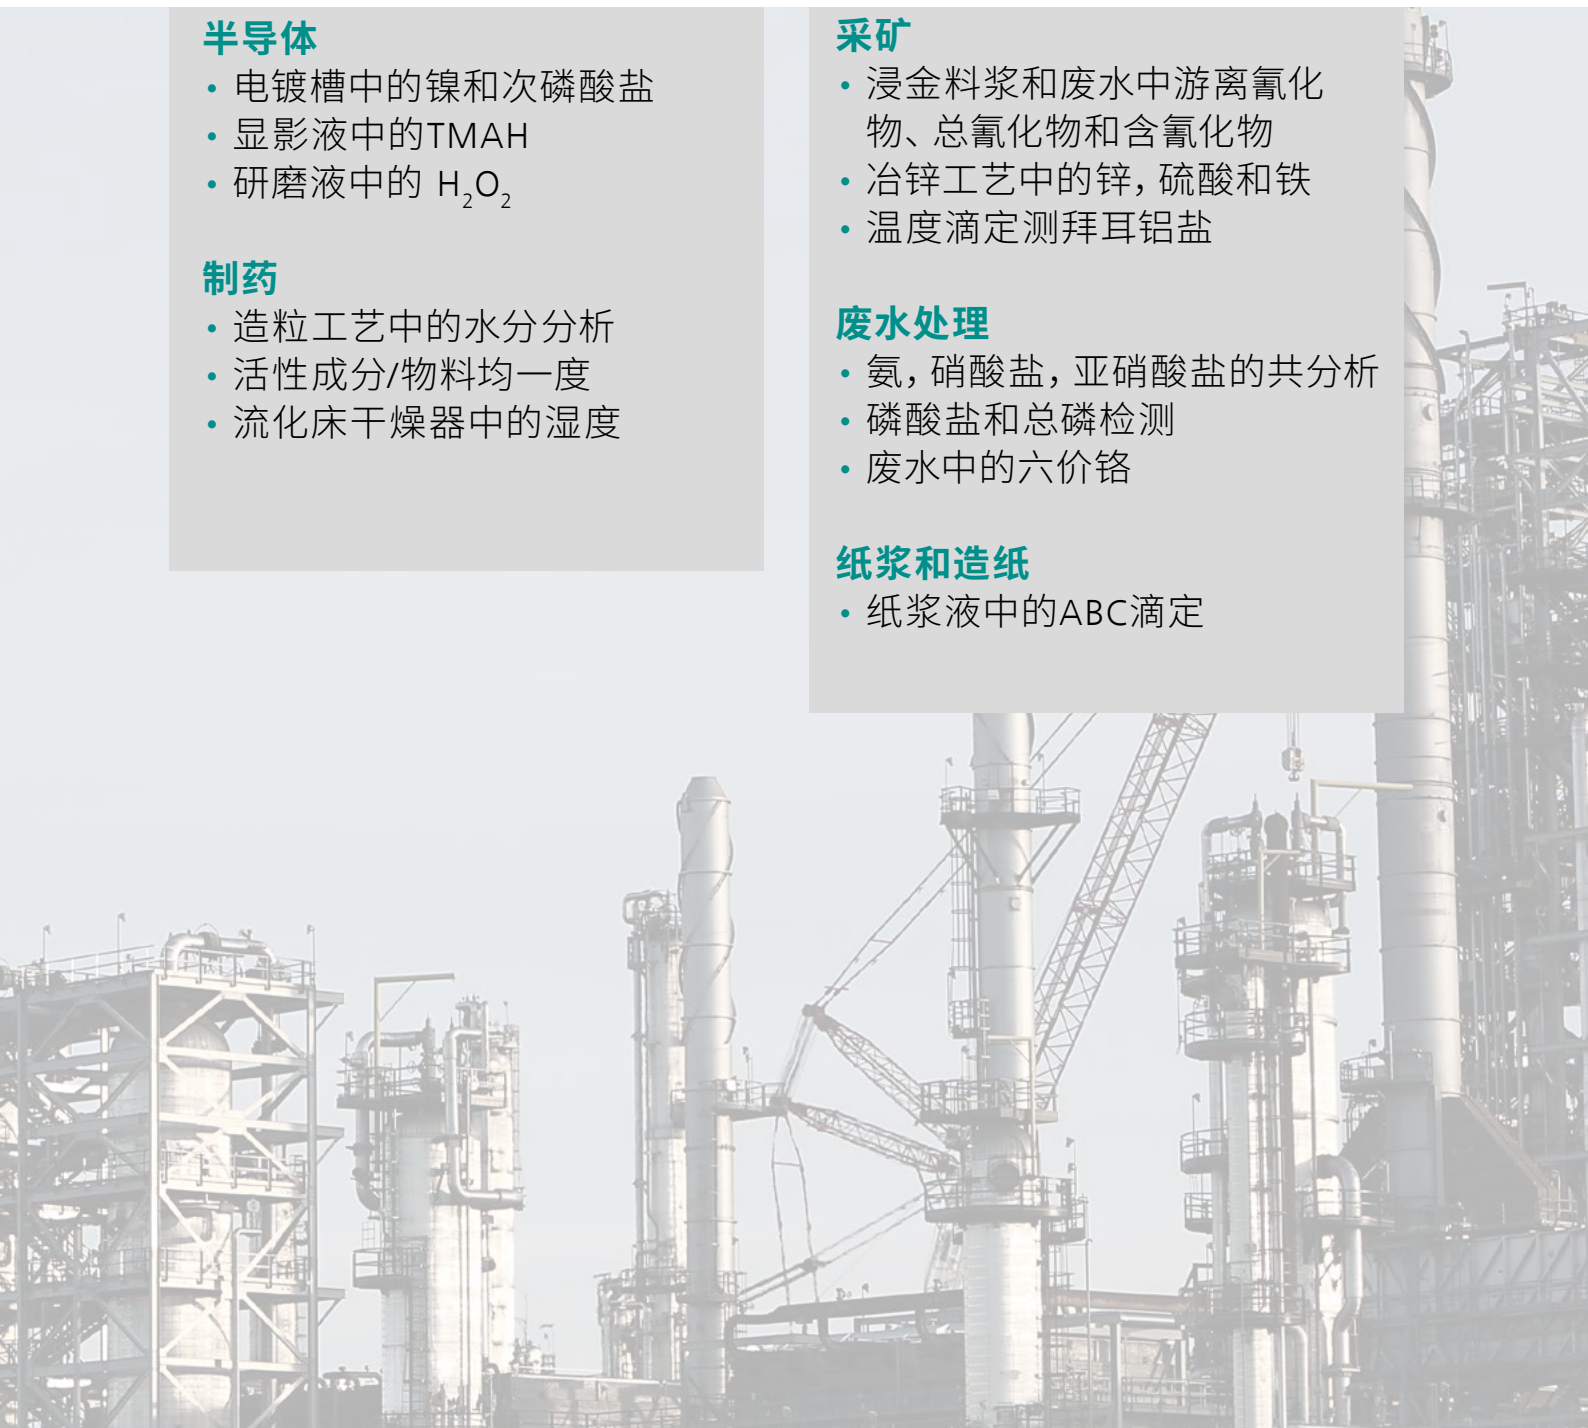 半导体
• 电镀槽中的镍和次磷酸盐
• 显影液中的TMAH
• 研磨液中的 H₂O₂
制药
• 造粒工艺中的水分分析
• 活性成分/物料均一度
• 流化床干燥器中的湿度
采矿
• 浸金料浆和废水中游离氰化
物、总氰化物和含氰化物
• 冶锌工艺中的锌，硫酸和铁
• 温度滴定测拜耳铝盐
废水处理
• 氨，硝酸盐，亚硝酸盐的共分析
• 磷酸盐和总磷检测
• 废水中的六价铬
纸浆和造纸
• 纸浆液中的ABC滴定